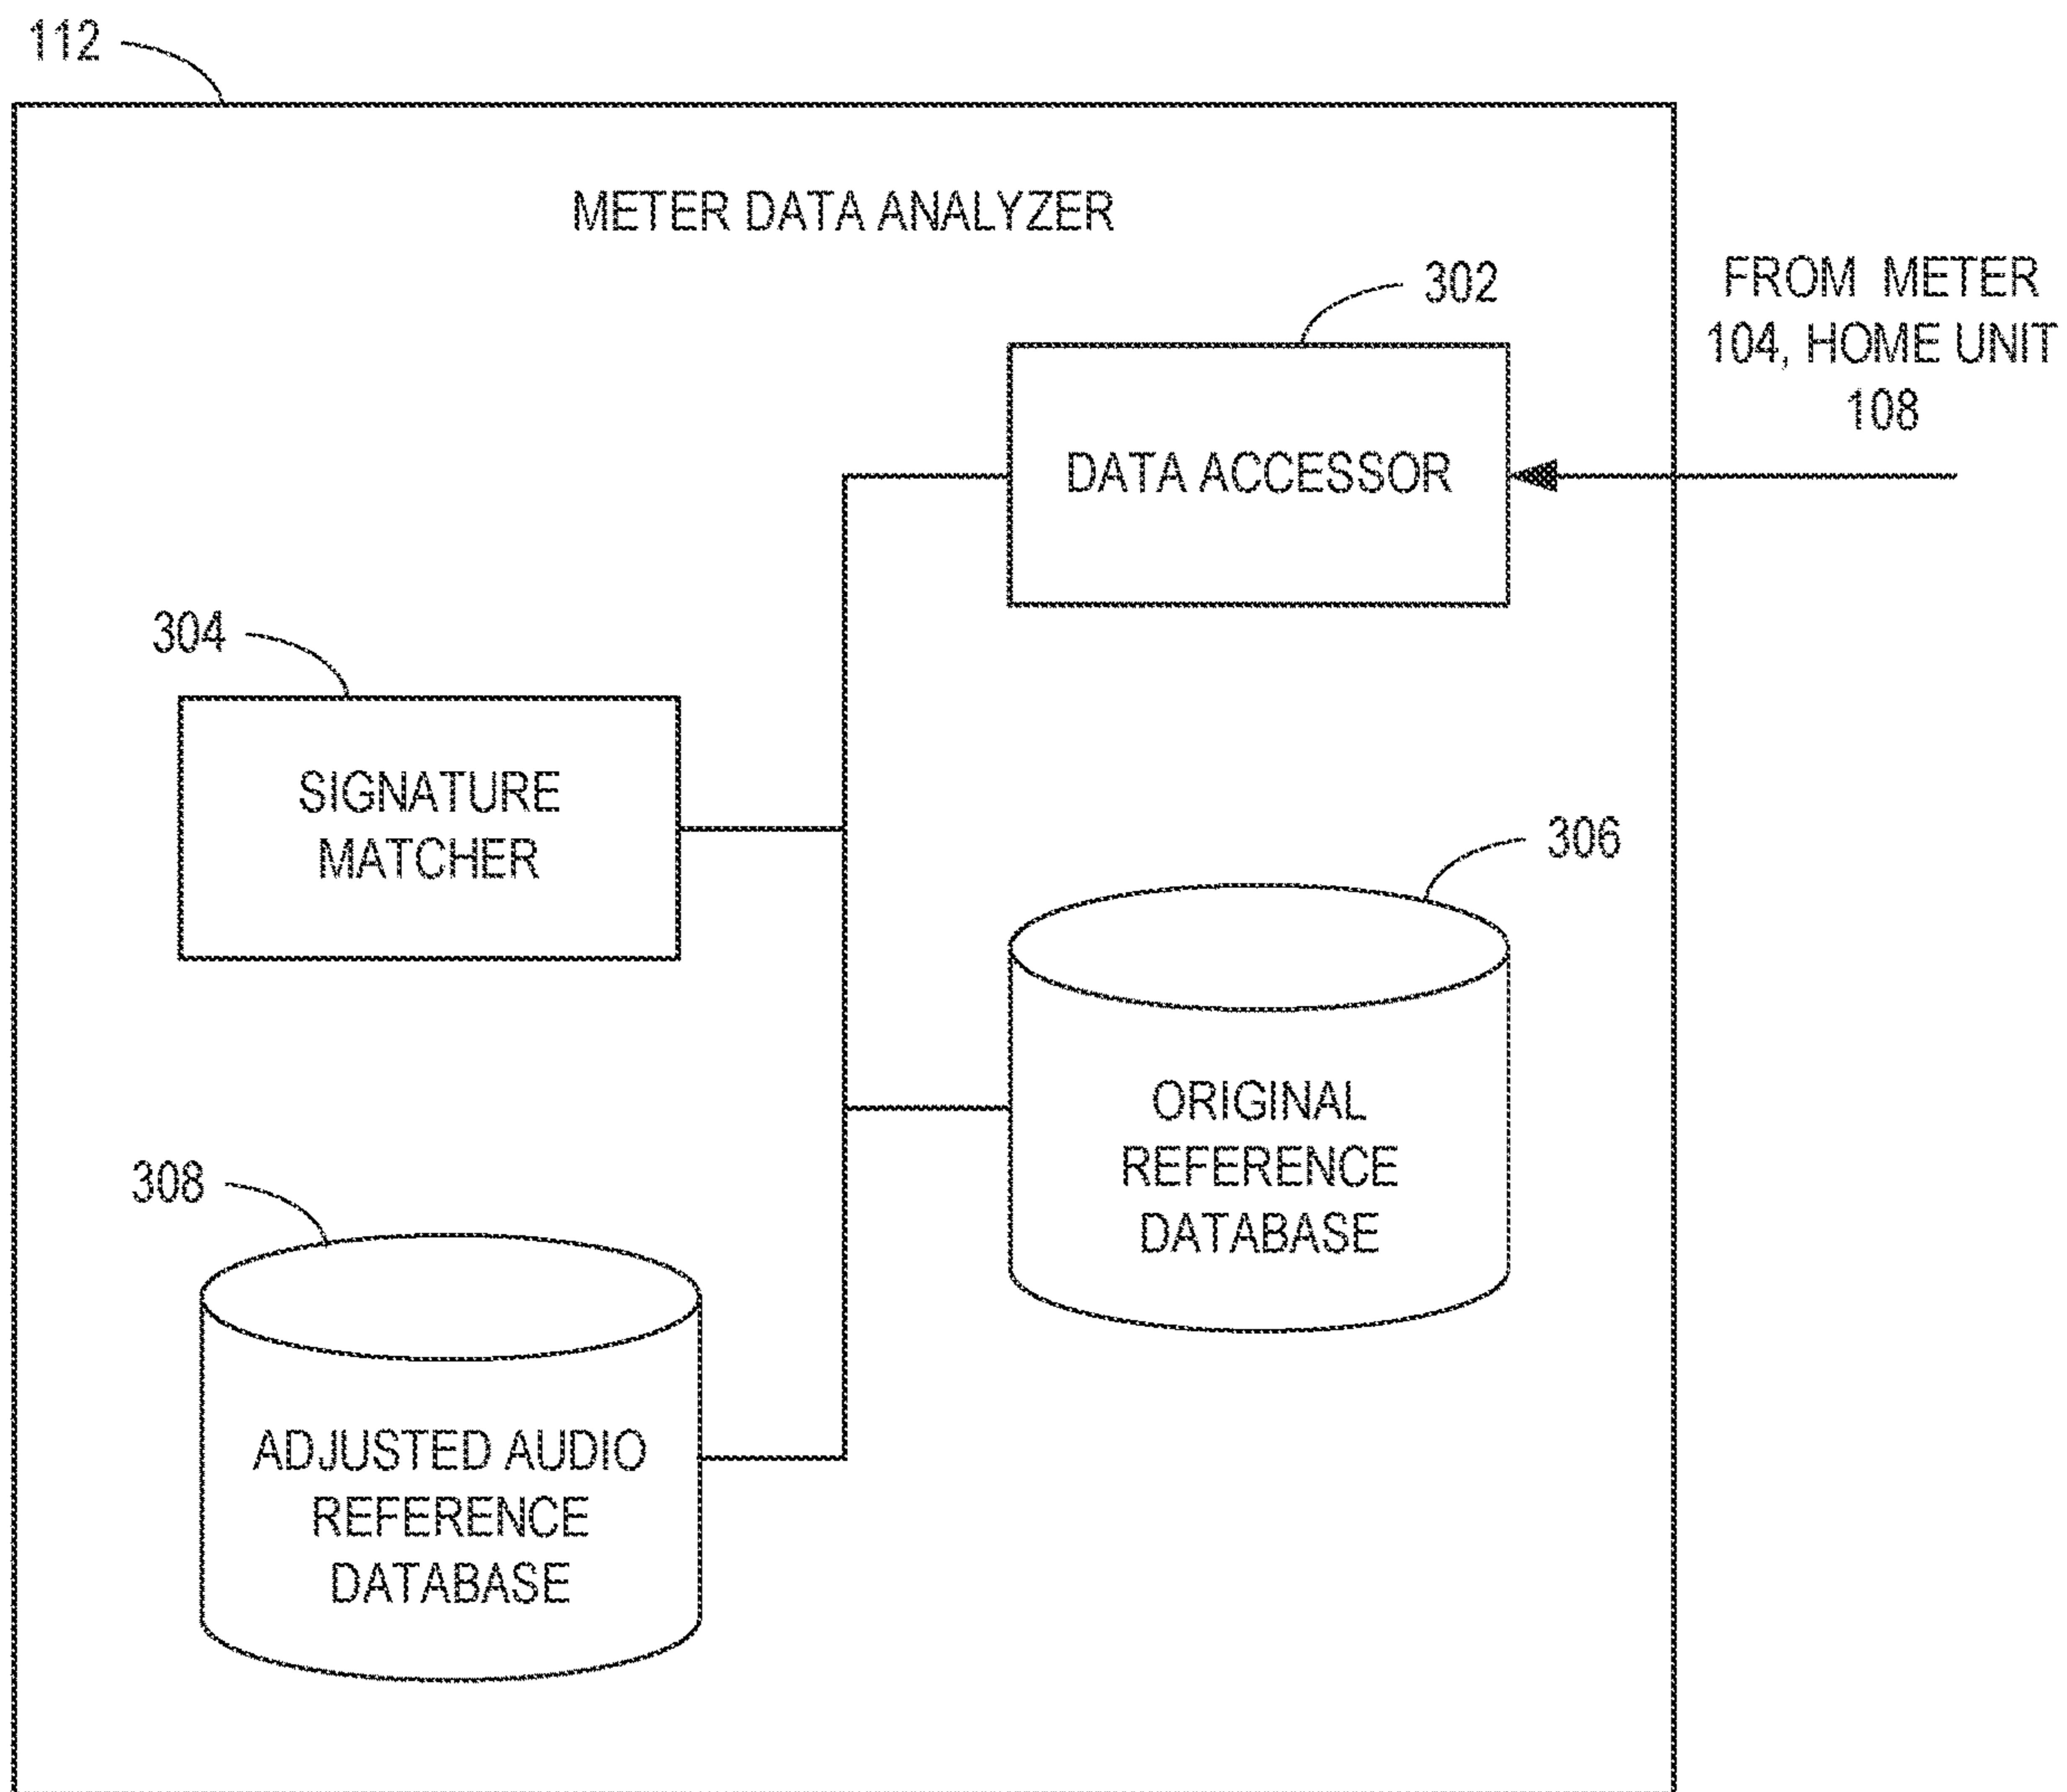 112
METER DATA ANALYZER
302
FROM METER
104, HOME UNIT
108
DATA ACCESSOR
304
SIGNATURE
MATCHER
306
ORIGINAL
REFERENCE
DATABASE
308
ADJUSTED AUDIO
REFERENCE
DATABASE